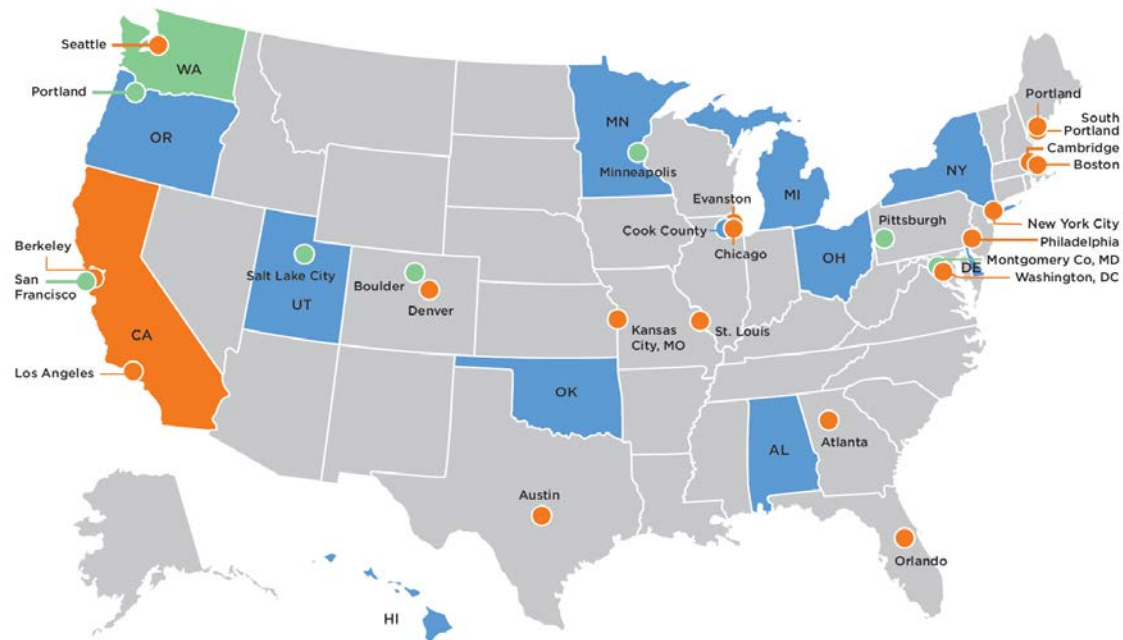 Seattle
WA
Portland
OR
MN
Minneapolis
MI
NY
Portland
South
Portland
Cambridge
Boston
Evanston
Cook County
Chicago
Pittsburgh
New York City
Philadelphia
Montgomery Co, MD
DE
Washington, DC
OH
Berkeley
San
Francisco
Salt Lake City
UT
Boulder
Denver
CA
Kansas
City, MO
St. Louis
Los Angeles
OK
AL
Atlanta
Austin
Orlando
HI